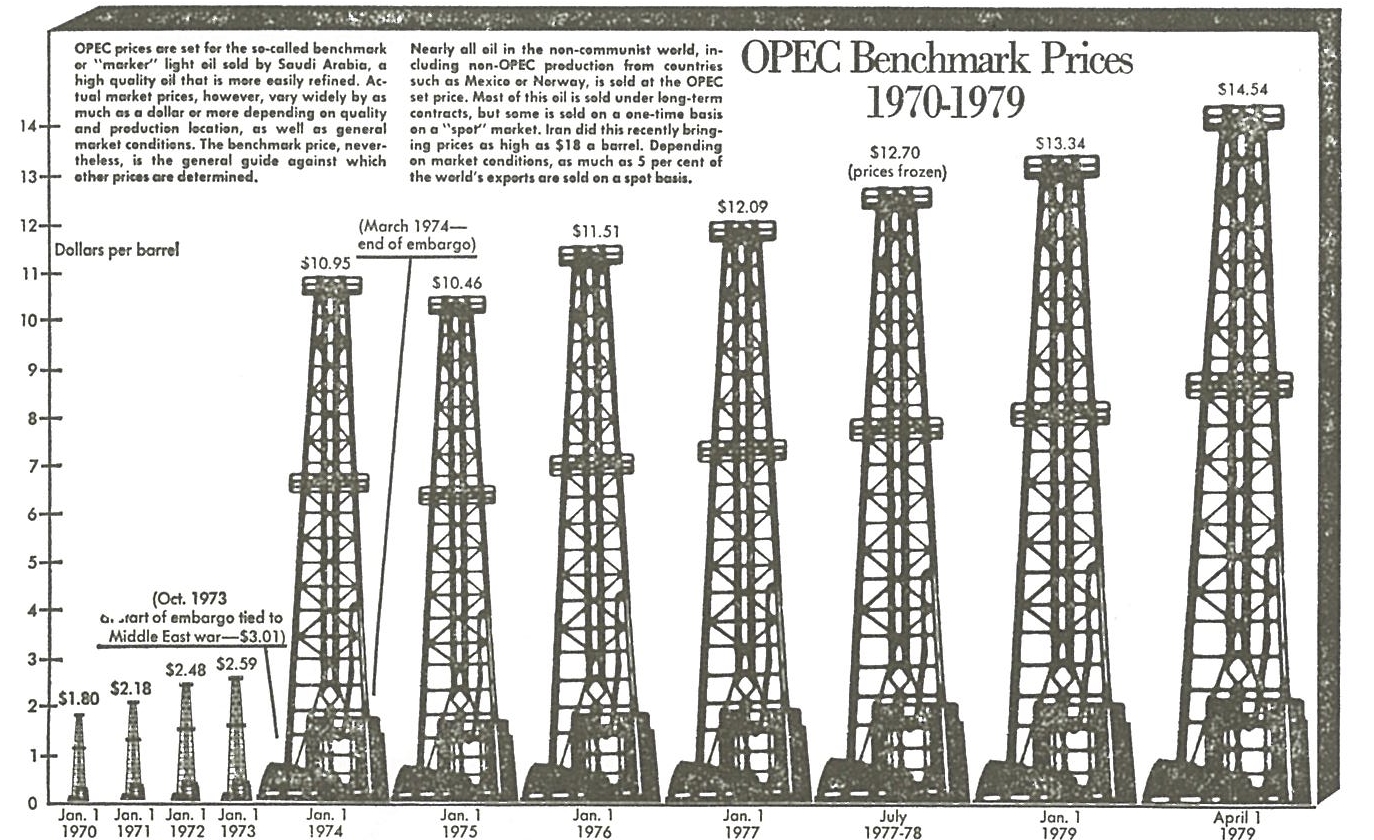 OPEC prices are set for the so-called benchmark
or "marker" light oil sold by Saudi Arabia, a
high quality oil that is more easily refined. Ac-
tual market prices, however, vary widely by as
much as a dollar or more depending on quality
and production location, as well as general
market conditions. The benchmark price, never-
theless, is the general guide against which
other prices are determined.
Nearly all oil in the non-communist world, in-
cluding non-OPEC production from countries
such as Mexico or Norway, is sold at the OPEC
set price. Most of this oil is sold under long-term
contracts, but some is sold on a one-time basis
on a "spot" market. Iran did this recently bring-
ing prices as high as $18 a barrel. Depending
on market conditions, as much as 5 per cent of
the world's exports are sold on a spot basis.
OPEC Benchmark Prices
1970-1979
14
13
12
11
10
9
8
7
6
5
4
3
2
1
0
Dollars per barrel
$1.80
$2.18
$2.48
$2.59
(Oct. 1973
of embargo tied to
Middle East war—$3.01)
$10.95
(March 1974—
end of embargo)
$10.46
$11.51
$12.09
$12.70
(prices frozen)
$13.34
$14.54
Jan. 1
1970
Jan. 1
1971
Jan. 1
1972
Jan. 1
1973
Jan. 1
1974
Jan. 1
1975
Jan. 1
1976
Jan. 1
1977
July
1977-78
Jan. 1
1979
April 1
1979